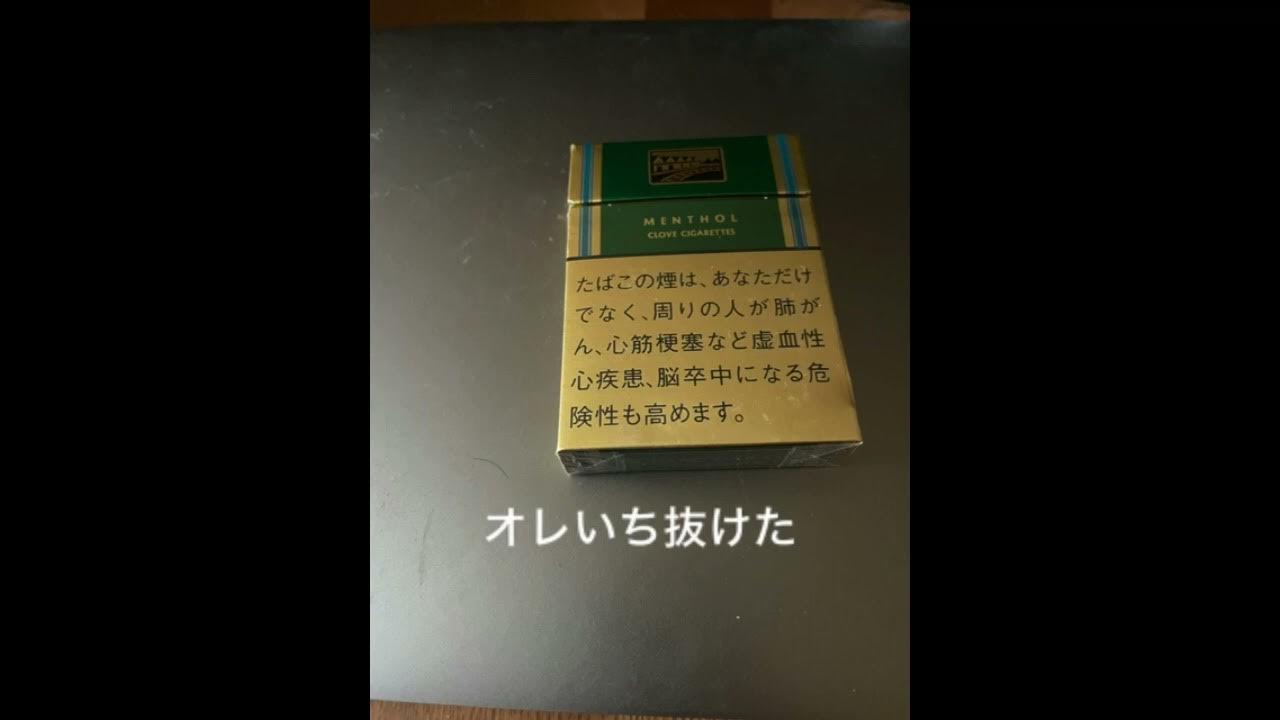 MENTHOL
CLOVE CIGARETTES
たばこの煙は、あなただけ
でなく、周りの人が肺が
ん、心筋梗塞など虚血性
心疾患、脳卒中になる危
険性も高めます。
オレいち抜けた